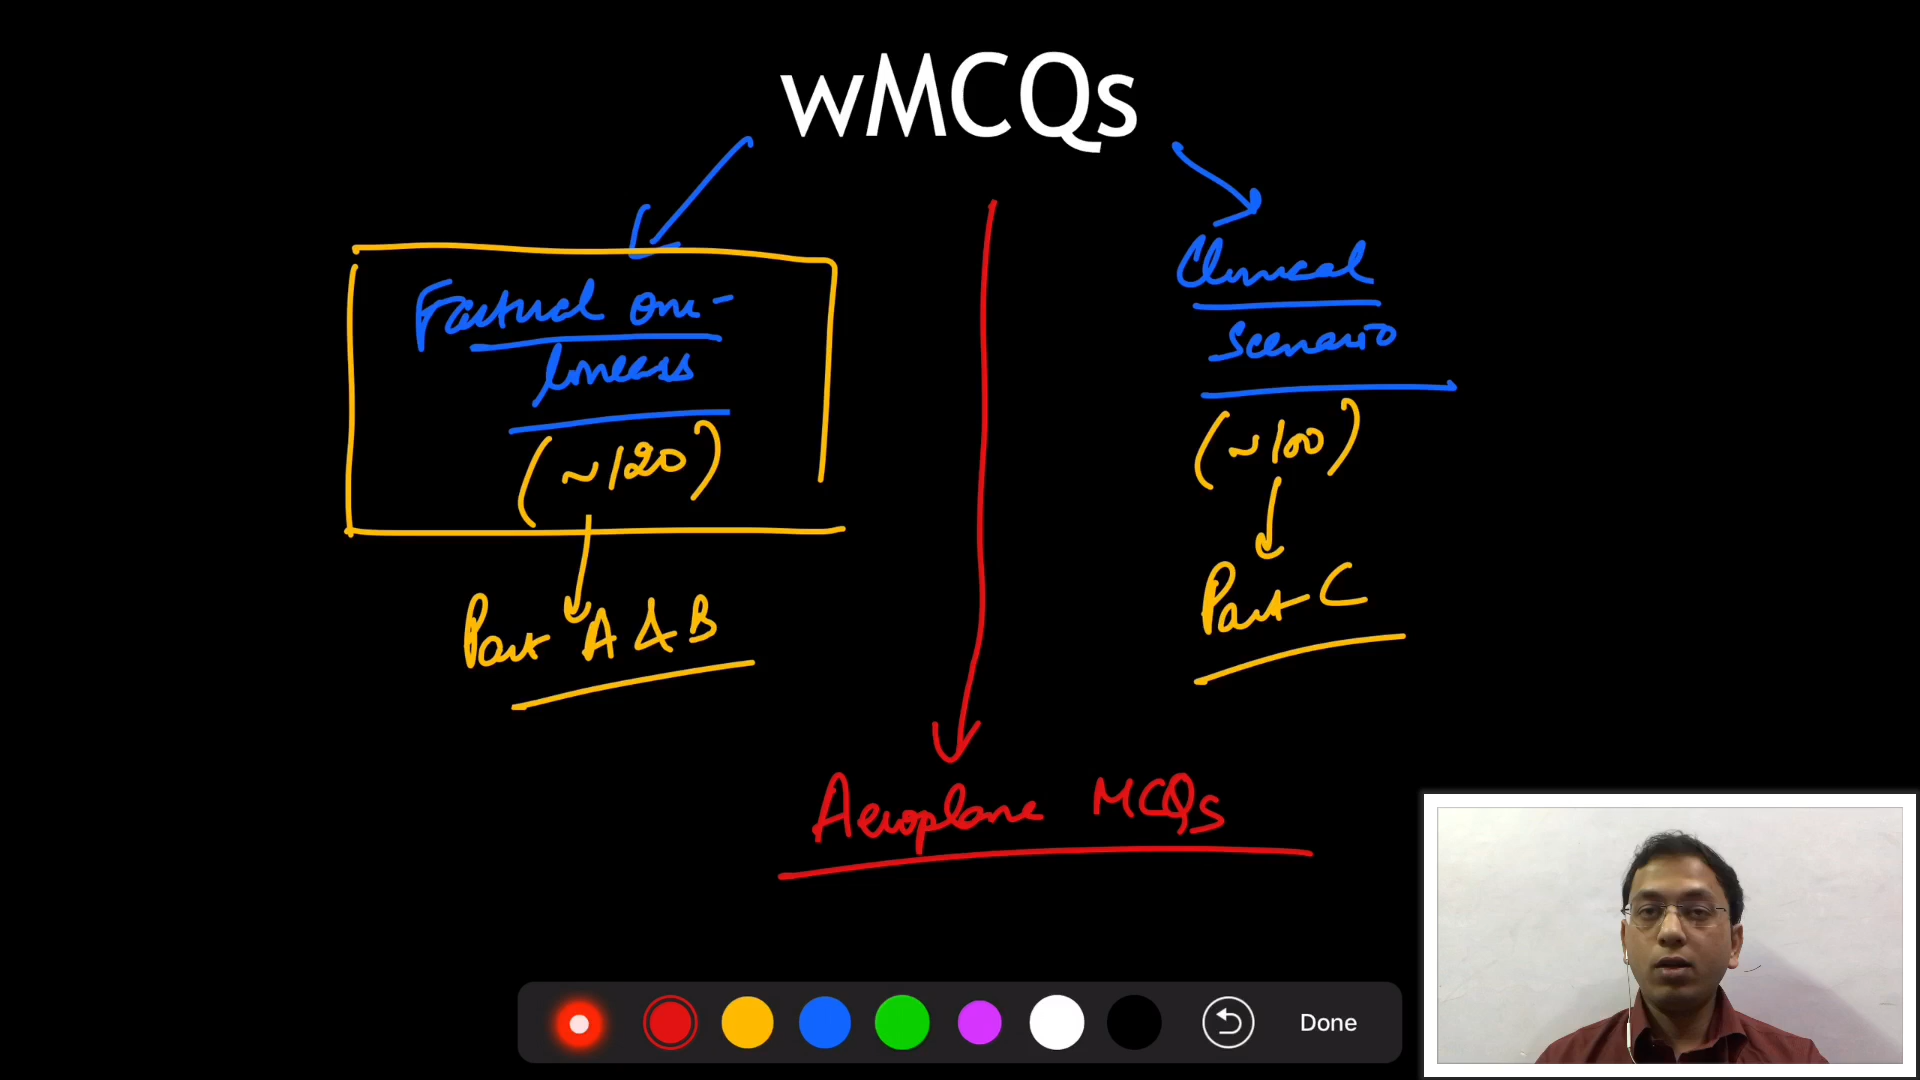 wMCQs
Factual one-
liners
(~120)
Part A & B
Clinical
Scenario
(~100)
Part C
Aeroplane MCQs
Done